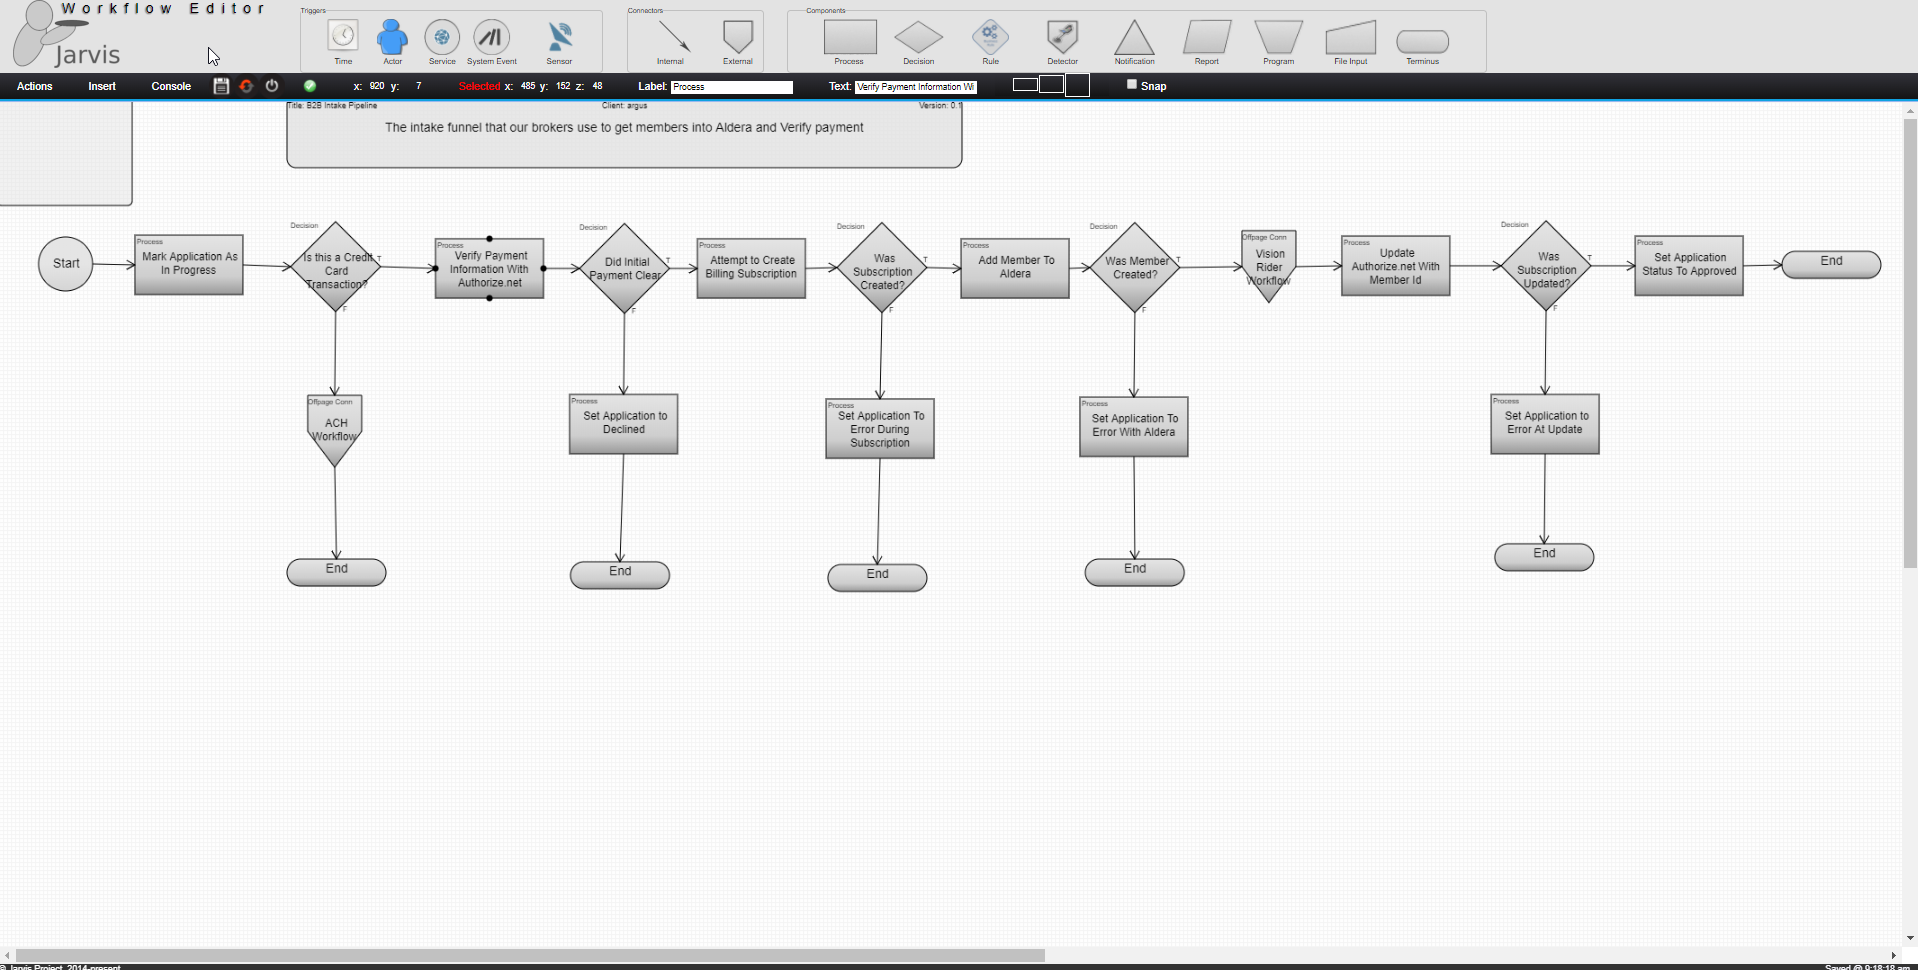 Workflow Editor
Jarvis
Triggers
Time
Actor
Service
System Event
Sensor
Connectors
Internal
External
Components
Process
Decision
Rule
Detector
Notification
Report
Program
File Input
Terminus
Actions
Insert
Console
x: 920 y: 7
Selected x: 485 y: 152 z: 48
Label: Process
Text: Verify Payment Information Wi
Snap
Title: B2B Intake Pipeline
Client: argus
Version: 0.1
The intake funnel that our brokers use to get members into Aldera and Verify payment
Start
Process
Mark Application As
In Progress
Decision
Is this a Credit
Card
Transaction?
T
F
Process
Verify Payment
Information With
Authorize.net
Decision
Did Initial
Payment Clear
T
F
Process
Attempt to Create
Billing Subscription
Decision
Was
Subscription
Created?
T
F
Process
Add Member To
Aldera
Decision
Was Member
Created?
T
F
Offpage Conn
Vision
Rider
Workflow
Process
Update
Authorize.net With
Member Id
Decision
Was
Subscription
Updated?
T
F
Process
Set Application
Status To Approved
End
Offpage Conn
ACH
Workflow
Process
Set Application to
Declined
Process
Set Application To
Error During
Subscription
Process
Set Application To
Error With Aldera
Process
Set Application to
Error At Update
End
End
End
End
End
© Jarvis Project, 2014-present
Saved @ 9:18:18 am